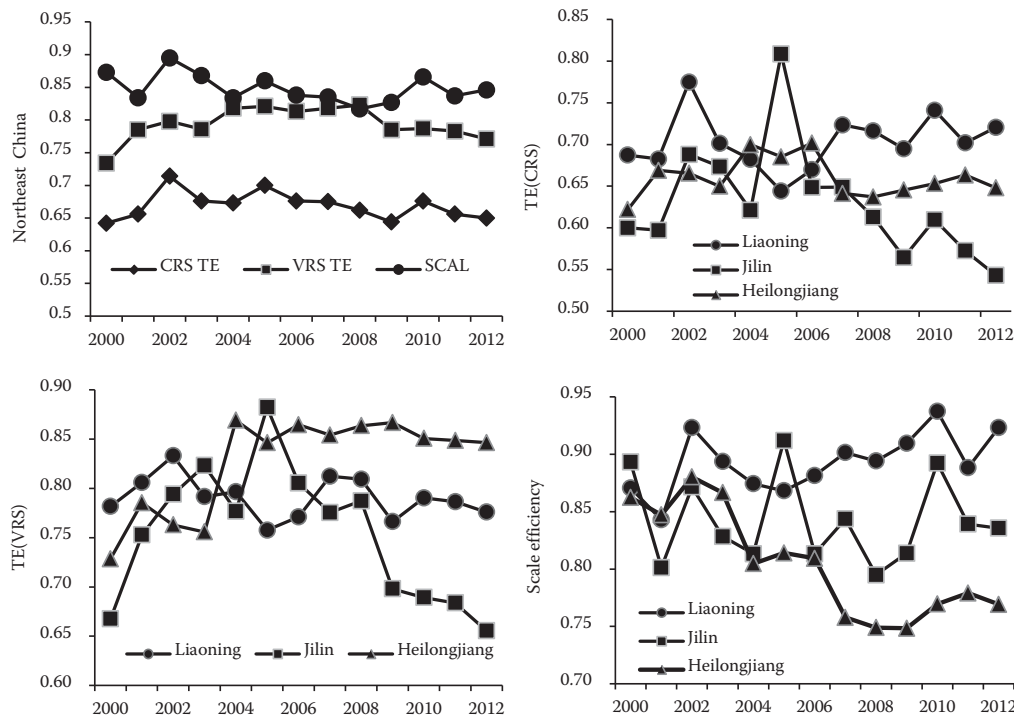 Northeast China
0.95
0.9
0.85
0.8
0.75
0.7
0.65
0.6
0.55
0.5
CRS TE VRS TE SCAL
2000 2002 2004 2006 2008 2010 2012
TE(CRS)
0.85
0.80
0.75
0.70
0.65
0.60
0.55
0.50
Liaoning
Jilin
Heilongjiang
2000 2002 2004 2006 2008 2010 2012
TE(VRS)
0.90
0.85
0.80
0.75
0.70
0.65
0.60
Liaoning Jilin Heilongjiang
2000 2002 2004 2006 2008 2010 2012
Scale efficiency
0.95
0.90
0.85
0.80
0.75
0.70
Liaoning
Jilin
Heilongjiang
2000 2002 2004 2006 2008 2010 2012